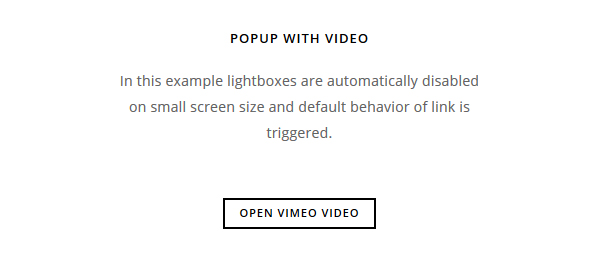 POPUP WITH VIDEO
In this example lightboxes are automatically disabled
on small screen size and default behavior of link is
triggered.
OPEN VIMEO VIDEO